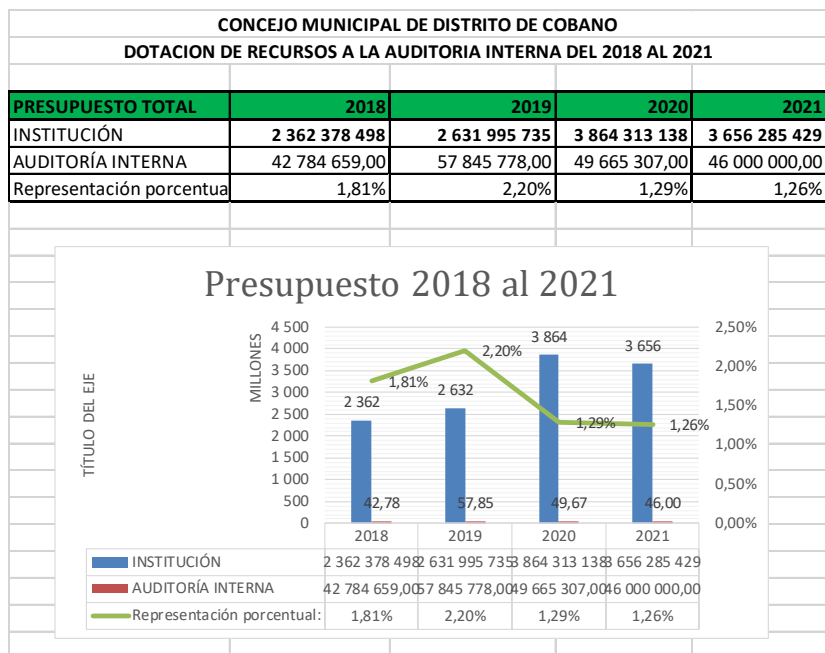 CONCEJO MUNICIPAL DE DISTRITO DE COBANO
DOTACION DE RECURSOS A LA AUDITORIA INTERNA DEL 2018 AL 2021
PRESUPUESTO TOTAL 2018 2019 2020 2021
INSTITUCIÓN 2 362 378 498 2 631 995 735 3 864 313 138 3 656 285 429
AUDITORÍA INTERNA 42 784 659,00 57 845 778,00 49 665 307,00 46 000 000,00
Representación porcentua 1,81% 2,20% 1,29% 1,26%
Presupuesto 2018 al 2021
TÍTULO DEL EJE
MILLONES
4 500
4 000
3 500
3 000
2 500
2 000
1 500
1 000
500
0
2 362
2 632
3 864
3 656
1,81%
2,20%
1,29%
1,26%
42,78
57,85
49,67
46,00
2,50%
2,00%
1,50%
1,00%
0,50%
0,00%
2018 2019 2020 2021
INSTITUCIÓN 2 362 378 498 2 631 995 735 3 864 313 138 3 656 285 429
AUDITORÍA INTERNA 42 784 659,00 57 845 778,00 49 665 307,00 46 000 000,00
Representación porcentual: 1,81% 2,20% 1,29% 1,26%